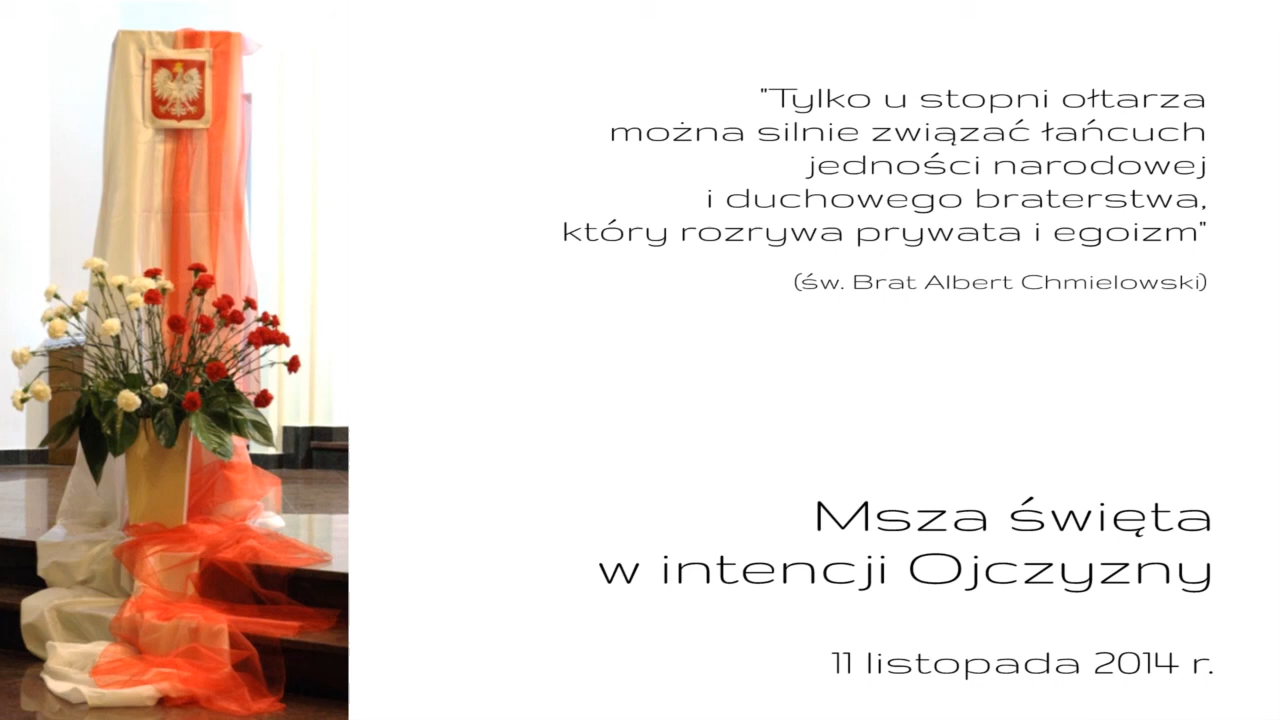 "Tylko u stopni ołtarza
można silnie związać łańcuch
jedności narodowej
i duchowego braterstwa,
który rozrywa prywata i egoizm"
(św. Brat Albert Chmielowski)
Msza święta
w intencji Ojczyzny
11 listopada 2014 r.